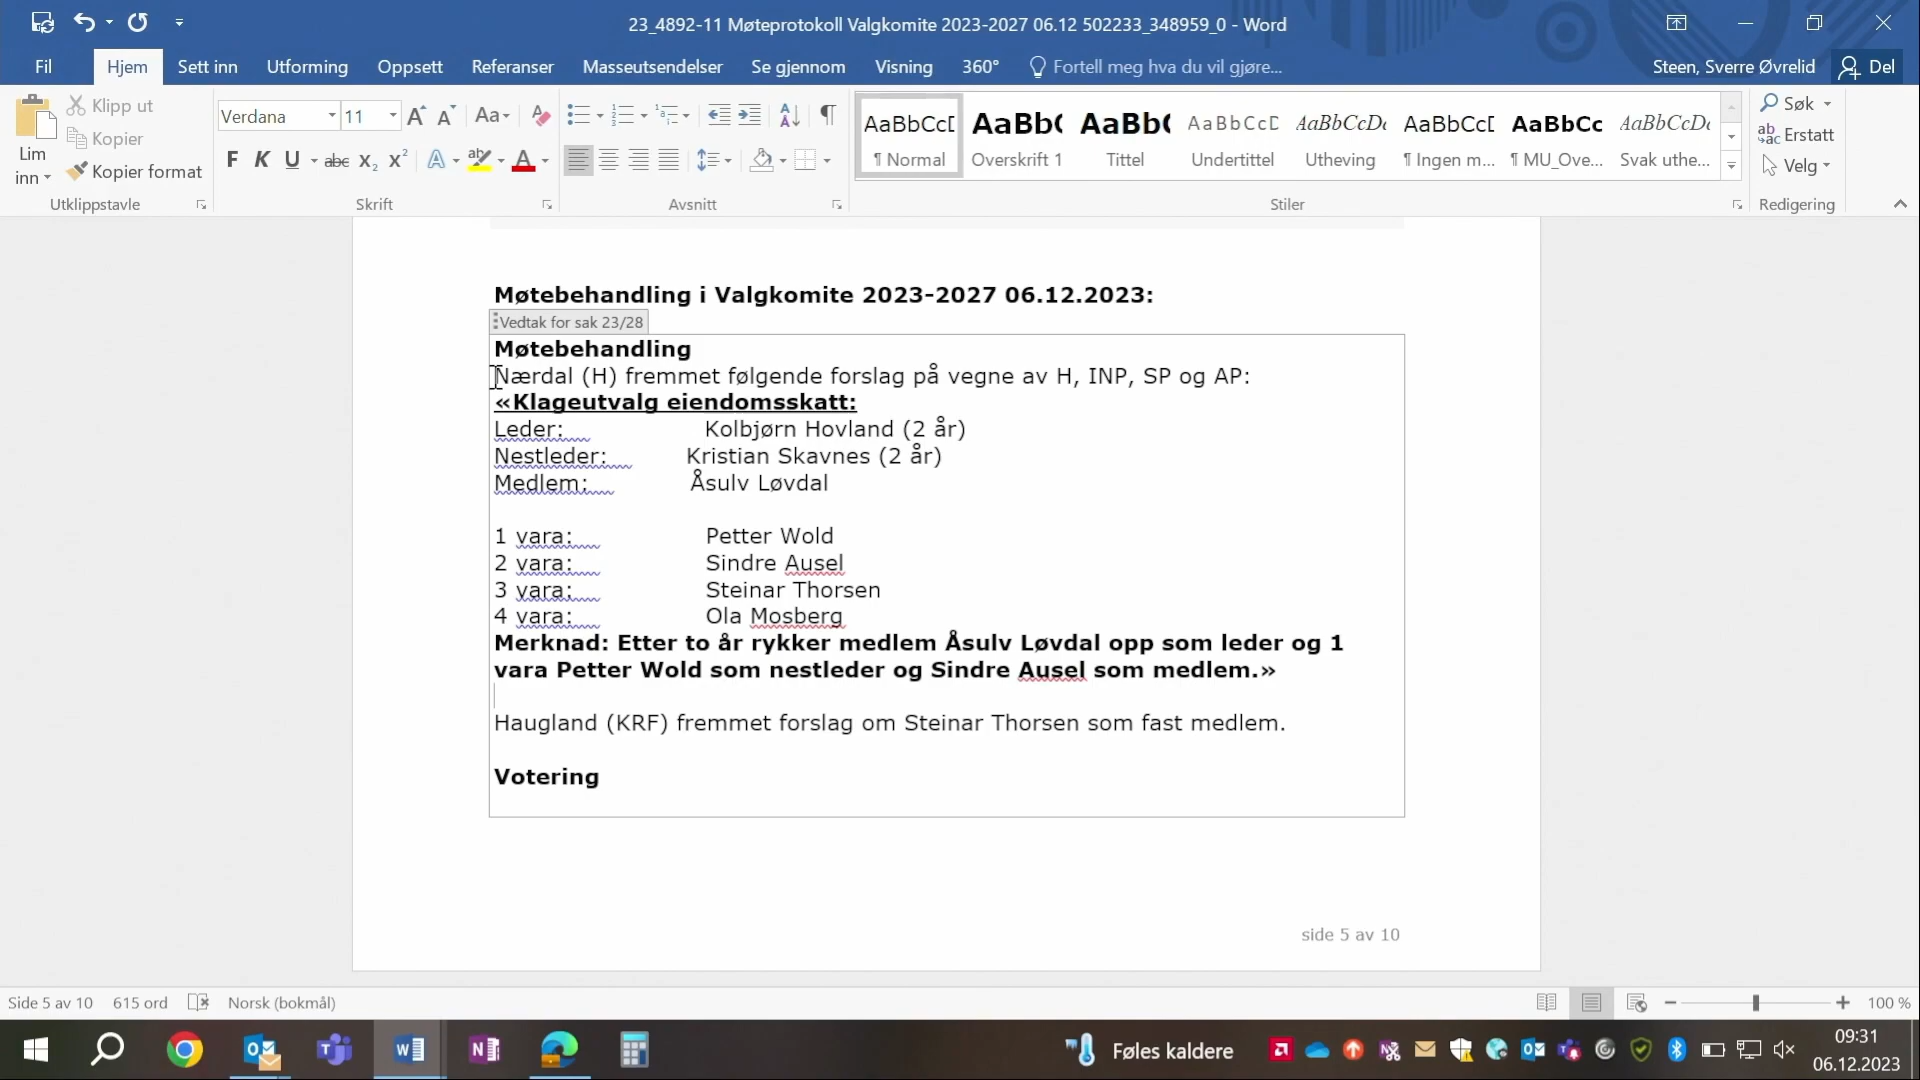 23_4892-11 Møteprotokoll Valgkomite 2023-2027 06.12 502233_348959_0 - Word
Fil Hjem Sett inn Utforming Oppsett Referanser Masseutsendelser Se gjennom Visning 360° Fortell meg hva du vil gjøre... Steen, Sverre Øvrelid Del
Lim inn
Klipp ut
Kopier
Kopier format
Utklippstavle
Verdana 11
Skrift
Avsnitt
AaBbCcD AaBb( AaBb( AaBbCcD AaBbCcDc AaBbCcD AaBbCc AaBbCcDc
¶ Normal Overskrift 1 Tittel Undertittel Utheving ¶ Ingen m... ¶ MU_Ove... Svak uthe...
Stiler
Søk
Erstatt
Velg
Redigering
Møtebehandling i Valgkomite 2023-2027 06.12.2023:
Vedtak for sak 23/28
Møtebehandling
Nærdal (H) fremmet følgende forslag på vegne av H, INP, SP og AP:
«Klageutvalg eiendomsskatt:
Leder: Kolbjørn Hovland (2 år)
Nestleder: Kristian Skavnes (2 år)
Medlem: Åsulv Løvdal
1 vara: Petter Wold
2 vara: Sindre Ausel
3 vara: Steinar Thorsen
4 vara: Ola Mosberg
Merknad: Etter to år rykker medlem Åsulv Løvdal opp som leder og 1
vara Petter Wold som nestleder og Sindre Ausel som medlem.»
Haugland (KRF) fremmet forslag om Steinar Thorsen som fast medlem.
Votering
side 5 av 10
Side 5 av 10 615 ord Norsk (bokmål) 100 %
Føles kaldere
09:31
06.12.2023